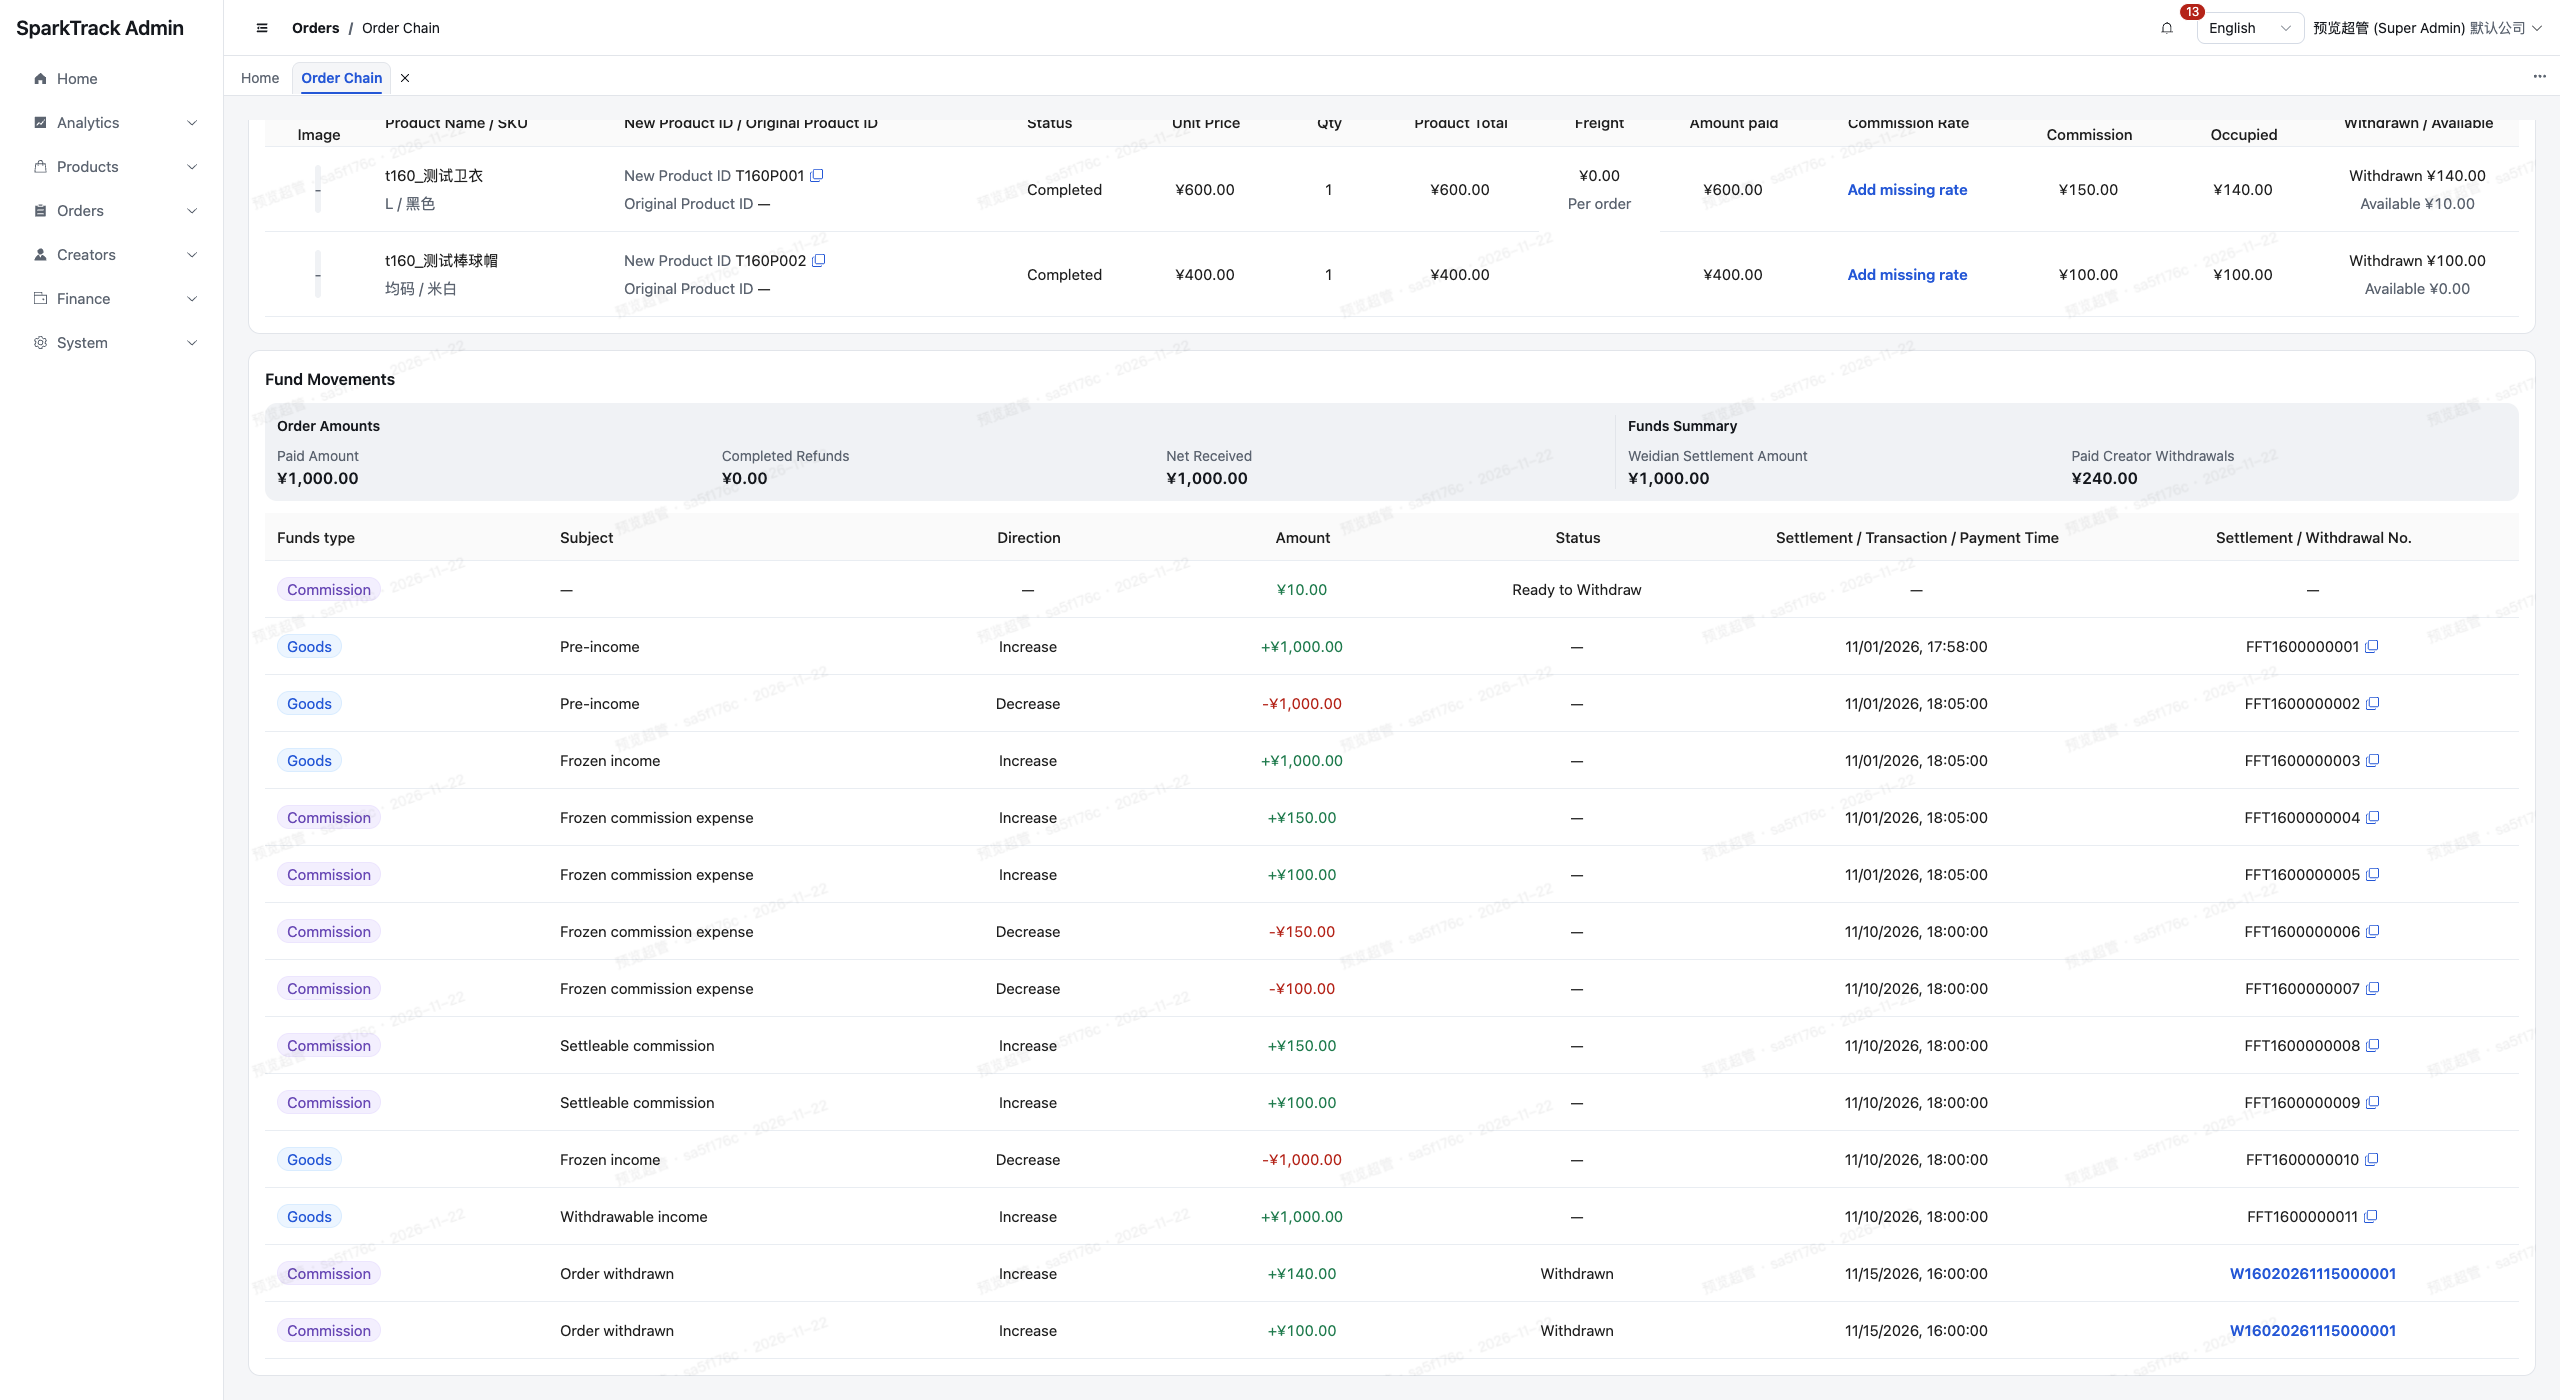 SparkTrack Admin
Orders / Order Chain
13
English
预览超管 (Super Admin) 默认公司
Home
Analytics
Products
Orders
Creators
Finance
System
Home
Order Chain
Image
Product Name / SKU
New Product ID / Original Product ID
Status
Unit Price
Qty
Product Total
Freight
Amount paid
Commission Rate
Commission
Occupied
Withdrawn / Available
-
t160_测试卫衣
L / 黑色
New Product ID T160P001
Original Product ID —
Completed
¥600.00
1
¥600.00
¥0.00
Per order
¥600.00
Add missing rate
¥150.00
¥140.00
Withdrawn ¥140.00
Available ¥10.00
-
t160_测试棒球帽
均码 / 米白
New Product ID T160P002
Original Product ID —
Completed
¥400.00
1
¥400.00
¥400.00
Add missing rate
¥100.00
¥100.00
Withdrawn ¥100.00
Available ¥0.00
Fund Movements
Order Amounts
Paid Amount
¥1,000.00
Completed Refunds
¥0.00
Net Received
¥1,000.00
Funds Summary
Weidian Settlement Amount
¥1,000.00
Paid Creator Withdrawals
¥240.00
Funds type Subject Direction Amount Status Settlement / Transaction / Payment Time Settlement / Withdrawal No.
Commission — — ¥10.00 Ready to Withdraw — —
Goods Pre-income Increase +¥1,000.00 — 11/01/2026, 17:58:00 FFT1600000001
Goods Pre-income Decrease -¥1,000.00 — 11/01/2026, 18:05:00 FFT1600000002
Goods Frozen income Increase +¥1,000.00 — 11/01/2026, 18:05:00 FFT1600000003
Commission Frozen commission expense Increase +¥150.00 — 11/01/2026, 18:05:00 FFT1600000004
Commission Frozen commission expense Increase +¥100.00 — 11/01/2026, 18:05:00 FFT1600000005
Commission Frozen commission expense Decrease -¥150.00 — 11/10/2026, 18:00:00 FFT1600000006
Commission Frozen commission expense Decrease -¥100.00 — 11/10/2026, 18:00:00 FFT1600000007
Commission Settleable commission Increase +¥150.00 — 11/10/2026, 18:00:00 FFT1600000008
Commission Settleable commission Increase +¥100.00 — 11/10/2026, 18:00:00 FFT1600000009
Goods Frozen income Decrease -¥1,000.00 — 11/10/2026, 18:00:00 FFT1600000010
Goods Withdrawable income Increase +¥1,000.00 — 11/10/2026, 18:00:00 FFT1600000011
Commission Order withdrawn Increase +¥140.00 Withdrawn 11/15/2026, 16:00:00 W16020261115000001
Commission Order withdrawn Increase +¥100.00 Withdrawn 11/15/2026, 16:00:00 W16020261115000001
预览超管 · sa5f176c · 2026-11-22